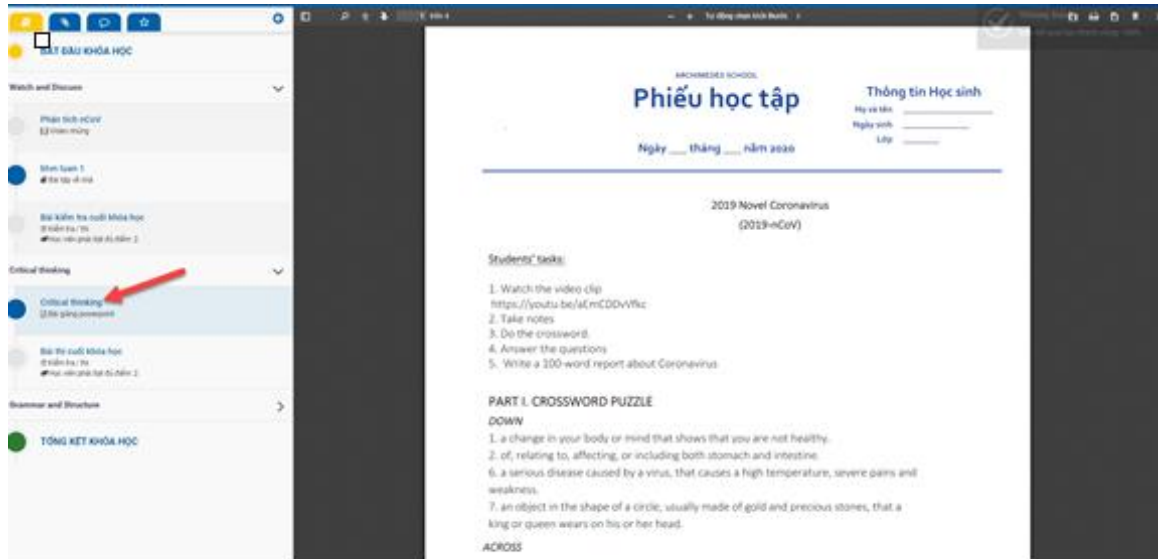 BẮT ĐẦU KHÓA HỌC
Watch and Discuss
Phân tích nCoV
Video
Bài kiểm tra cuối khóa học
Critical thinking
Critical thinking
Bài thi cuối khóa học
Grammar and Structure
TỔNG KẾT KHÓA HỌC
ARCHIMEDES SCHOOL
Phiếu học tập
Thông tin Học sinh
Họ và tên
Ngày sinh
Lớp
Ngày ___ tháng ___ năm 2020
2019 Novel Coronavirus
(2019-nCoV)
Students' tasks:
1. Watch the video clip
2. Take notes
3. Do the crossword.
4. Answer the questions
5. Write a 100-word report about Coronavirus
PART I. CROSSWORD PUZZLE
DOWN
1. a change in your body or mind that shows that you are not healthy.
2. of, relating to, affecting, or including both stomach and intestine.
6. a serious disease caused by a virus, that causes a high temperature, severe pains and
weakness.
7. an object in the shape of a circle, usually made of gold and precious stones, that a
king or queen wears on his or her head.
ACROSS